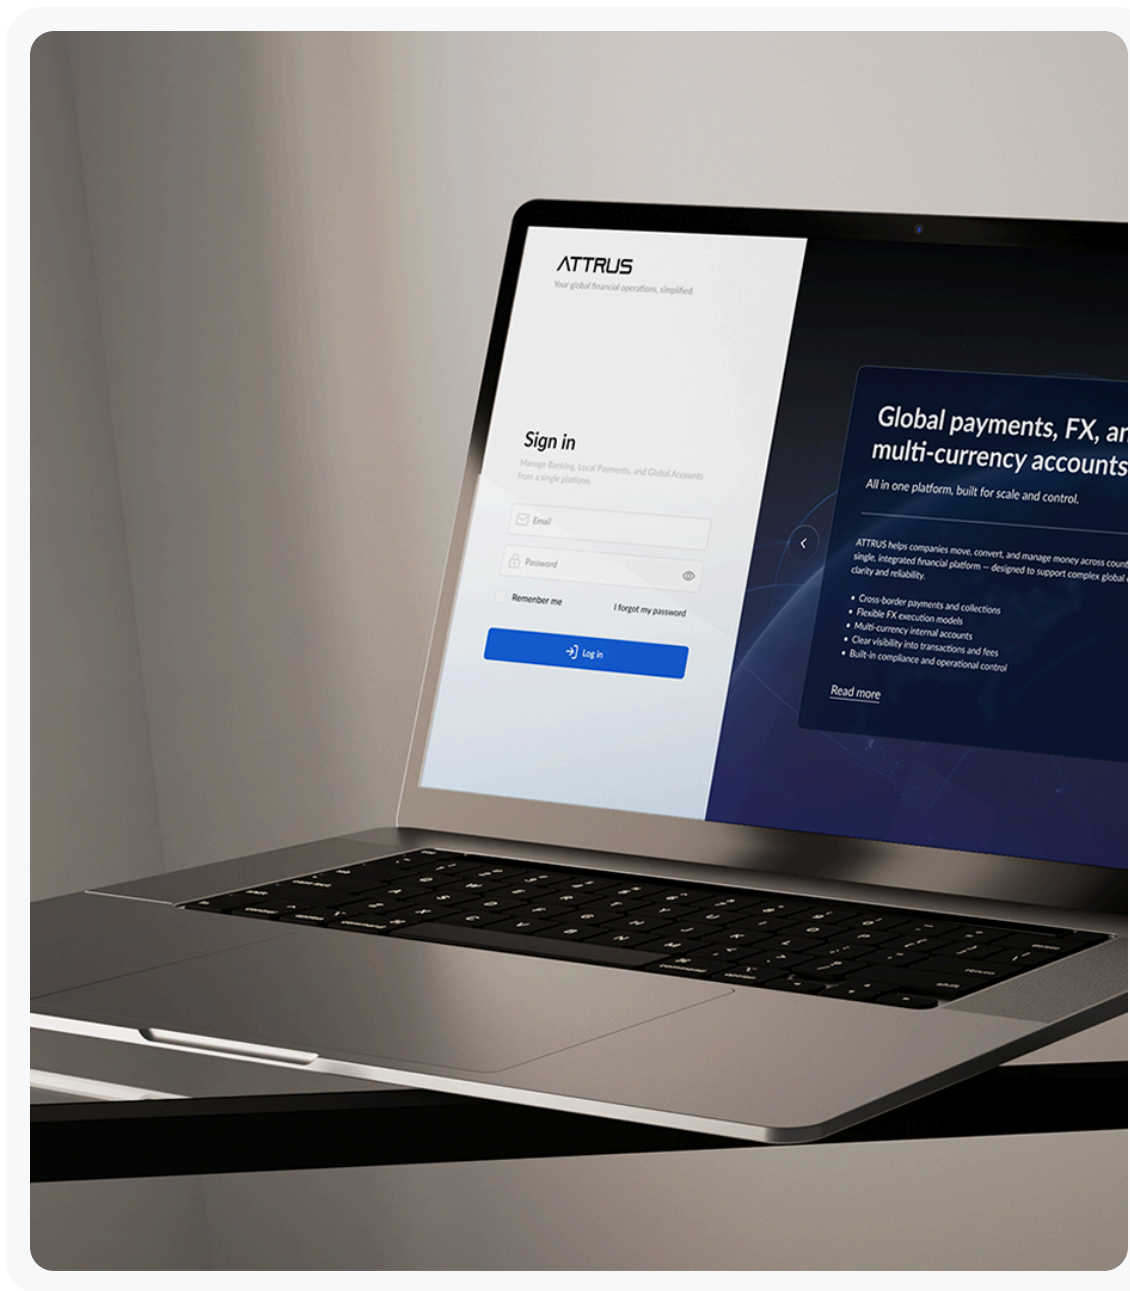 ATTRUS
Your global financial operations, simplified.
Sign in
Manage Banking, Local Payments, and Global Accounts
from a single platform.
Email
Password
Remenber me
I forgot my password
Log in
Global payments, FX,
multi-currency accounts
All in one platform, built for scale and control.
ATTRUS helps companies move, convert, and manage money across
single, integrated financial platform — designed to support complex global
clarity and reliability.
• Cross-border payments and collections
• Flexible FX execution models
• Multi-currency internal accounts
• Clear visibility into transactions and fees
• Built-in compliance and operational control
Read more